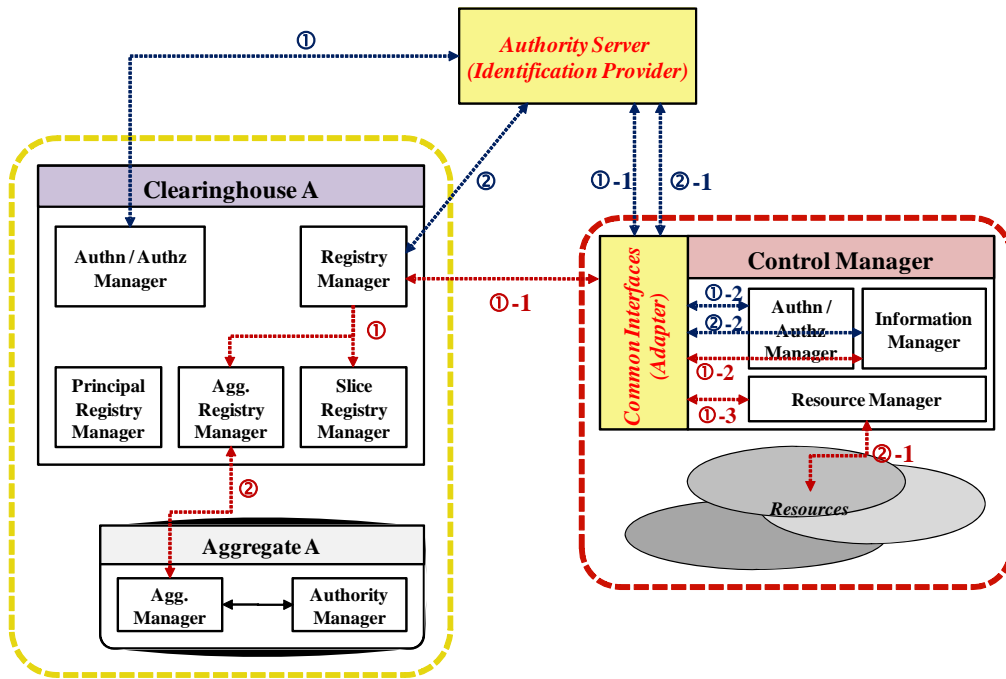 ①
Authority Server
(Identification Provider)
②
①-1
②-1
Clearinghouse A
Authn / Authz
Manager
Registry
Manager
①
Principal
Registry
Manager
Agg.
Registry
Manager
Slice
Registry
Manager
②
Aggregate A
Agg.
Manager
Authority
Manager
①-1
Common Interfaces
(Adapter)
Control Manager
①-2
②-2
①-2
①-3
Authn /
Authz
Manager
Information
Manager
Resource Manager
②-1
Resources